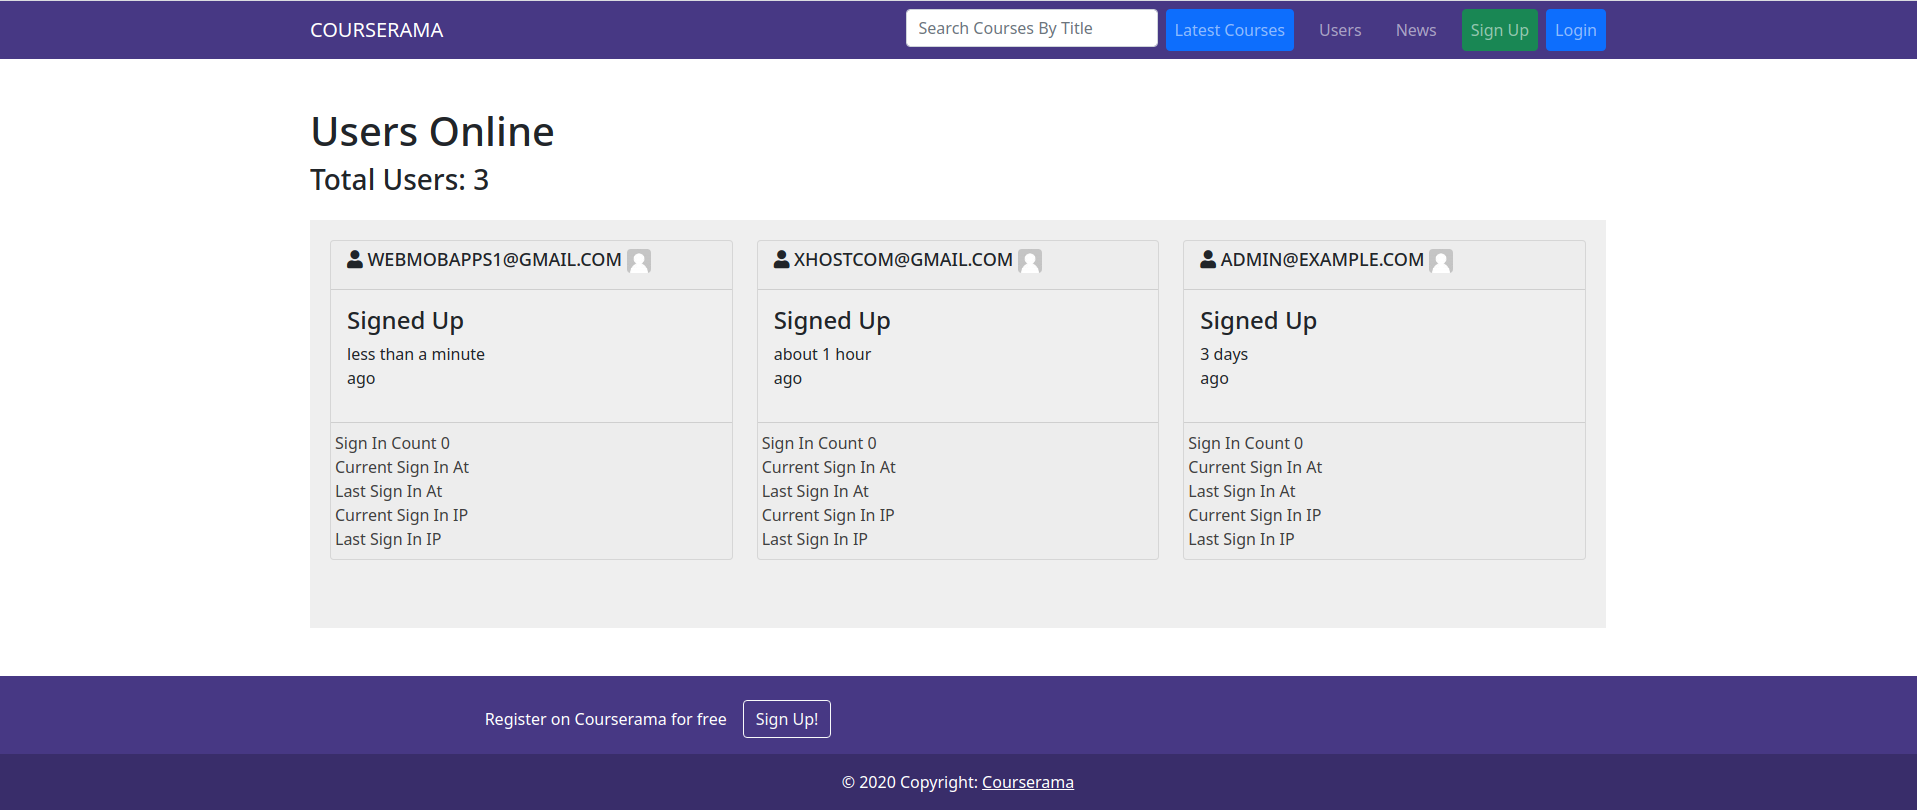 COURSERAMA
Search Courses By Title
Latest Courses
Users
News
Sign Up
Login
Users Online
Total Users: 3
WEBMOBAPPS1@GMAIL.COM
Signed Up
less than a minute
ago
Sign In Count 0
Current Sign In At
Last Sign In At
Current Sign In IP
Last Sign In IP
XHOSTCOM@GMAIL.COM
Signed Up
about 1 hour
ago
Sign In Count 0
Current Sign In At
Last Sign In At
Current Sign In IP
Last Sign In IP
ADMIN@EXAMPLE.COM
Signed Up
3 days
ago
Sign In Count 0
Current Sign In At
Last Sign In At
Current Sign In IP
Last Sign In IP
Register on Courserama for free
Sign Up!
© 2020 Copyright: Courserama